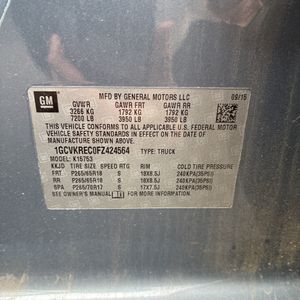 GM
MFD BY GENERAL MOTORS LLC
GVWR GAWR FRT GAWR RR 09/15
3266 KG 1792 KG 1792 KG
7200 LB 3950 LB 3950 LB
THIS VEHICLE CONFORMS TO ALL APPLICABLE U.S. FEDERAL MOTOR
VEHICLE SAFETY AND THEFT PREVENTION STANDARDS IN EFFECT
ON THE DATE OF MANUFACTURE SHOWN ABOVE.
1GCVKREC0FZ424564 TYPE: TRUCK
MODEL: K15753
TIRE SIZE SPEED RTG RIM COLD TIRE PRESSURE
FRT P265/65R18 S 18X8.5J 240KPA(35PSI)
RR P265/65R18 S 18X8.5J 240KPA(35PSI)
SPA P265/70R17 S 17X7.5J 240KPA(35PSI)
SEE OWNER'S MANUAL FOR